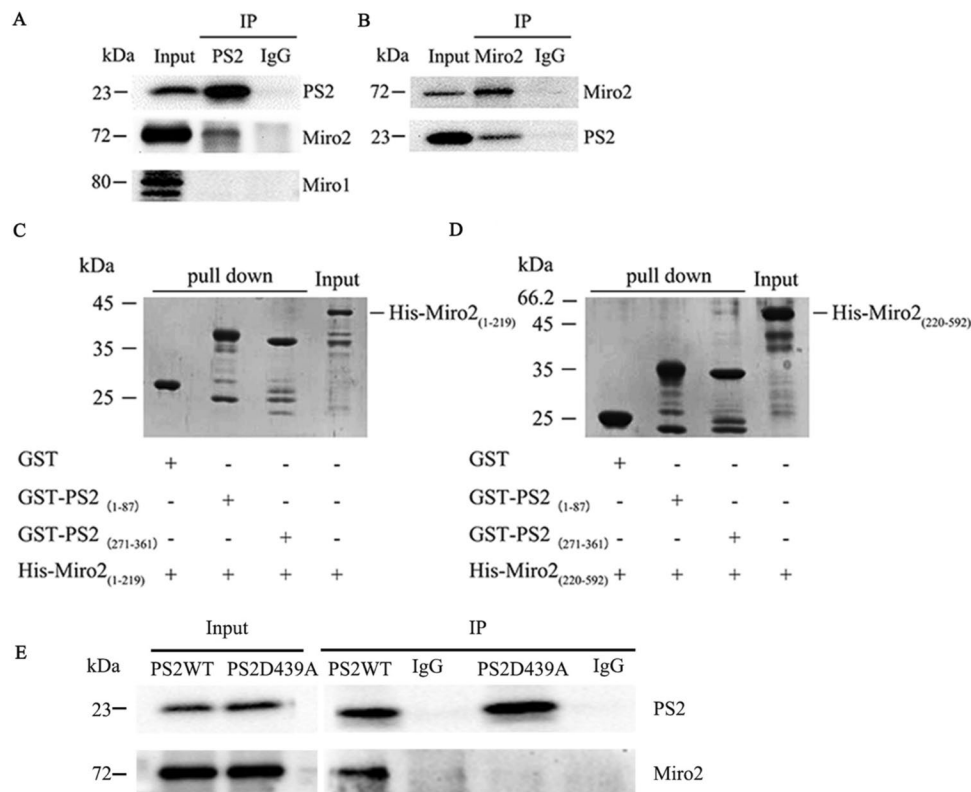 A
IP
kDa Input PS2 IgG
23 PS2
72 Miro2
80 Miro1
B
IP
kDa Input Miro2 IgG
72 Miro2
23 PS2
C
kDa pull down Input
45 His-Miro2(1-219)
35
25
GST + - - -
GST-PS2 (1-87) - + - -
GST-PS2 (271-361) - - + -
His-Miro2(1-219) + + + +
D
kDa pull down Input
66.2 His-Miro2(220-592)
45
35
25
GST + - - -
GST-PS2 (1-87) - + - -
GST-PS2 (271-361) - - + -
His-Miro2(220-592) + + + +
E
Input IP
kDa PS2WT PS2D439A PS2WT IgG PS2D439A IgG
23 PS2
72 Miro2